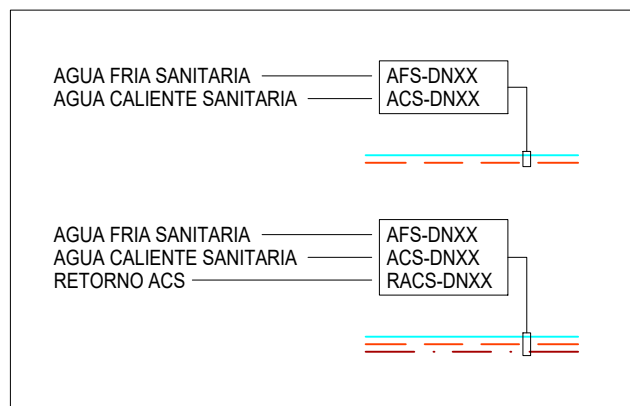 AGUA FRIA SANITARIA AFS-DNXX
AGUA CALIENTE SANITARIA ACS-DNXX
AGUA FRIA SANITARIA AFS-DNXX
AGUA CALIENTE SANITARIA ACS-DNXX
RETORNO ACS RACS-DNXX